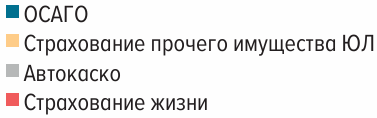 ОСАГО
Страхование прочего имущества ЮЛ
Автокаско
Страхование жизни